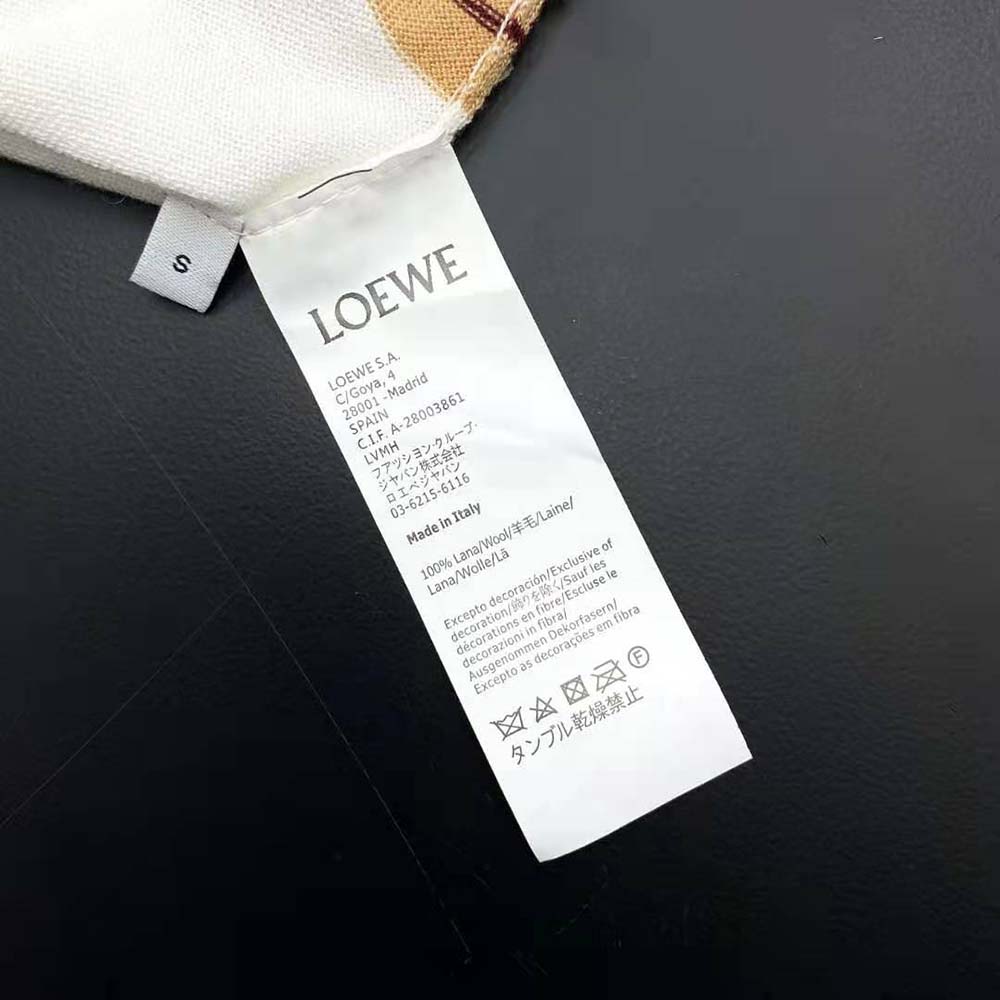 S
LOEWE
LOEWE S.A.
C/Goya, 4
28001 - Madrid
SPAIN
C.I.F. A-28003861
LVMH
ファッション・グループ・
ジャパン株式会社
ロエベジャパン
03-6215-6116
Made in Italy
100% Lana/Wool/羊毛/Laine/
Lana/Wolle/Lã
Excepto decoración/Exclusive of
decoration/飾りを除く/Sauf les
décorations en fibre/Escluse le
decorazioni in fibra/
Ausgenommen Dekorfasern/
Excepto as decorações em fibra
F
タンブル乾燥禁止